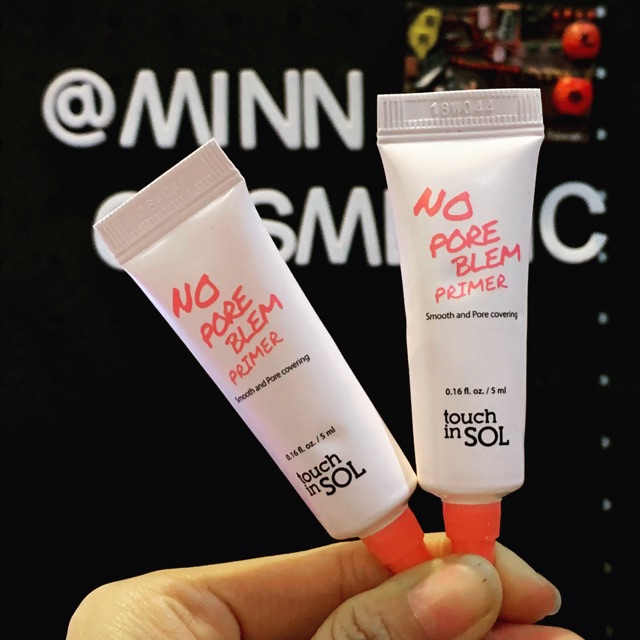 @MINN
NO
PORE
BLEM
PRIMER
Smooth and Pore covering
0.16 fl. oz. / 5 ml
touch
in SOL
18W044
NO
PORE
BLEM
PRIMER
Smooth and Pore covering
0.16 fl. oz. / 5 ml
touch
in SOL